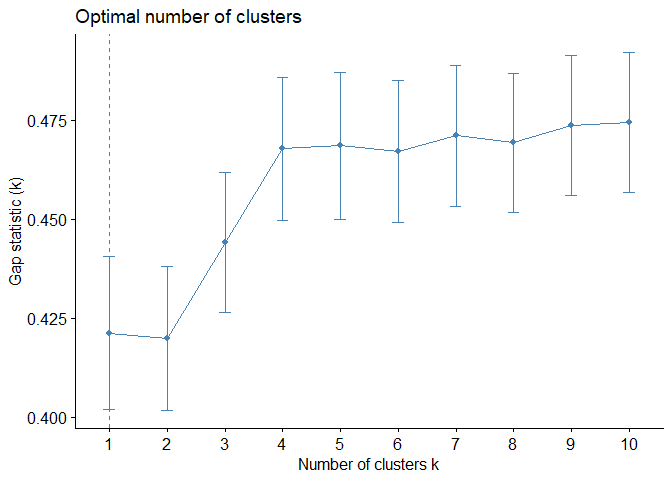 Optimal number of clusters
Gap statistic (k)
0.475
0.450
0.425
0.400
1 2 3 4 5 6 7 8 9 10
Number of clusters k